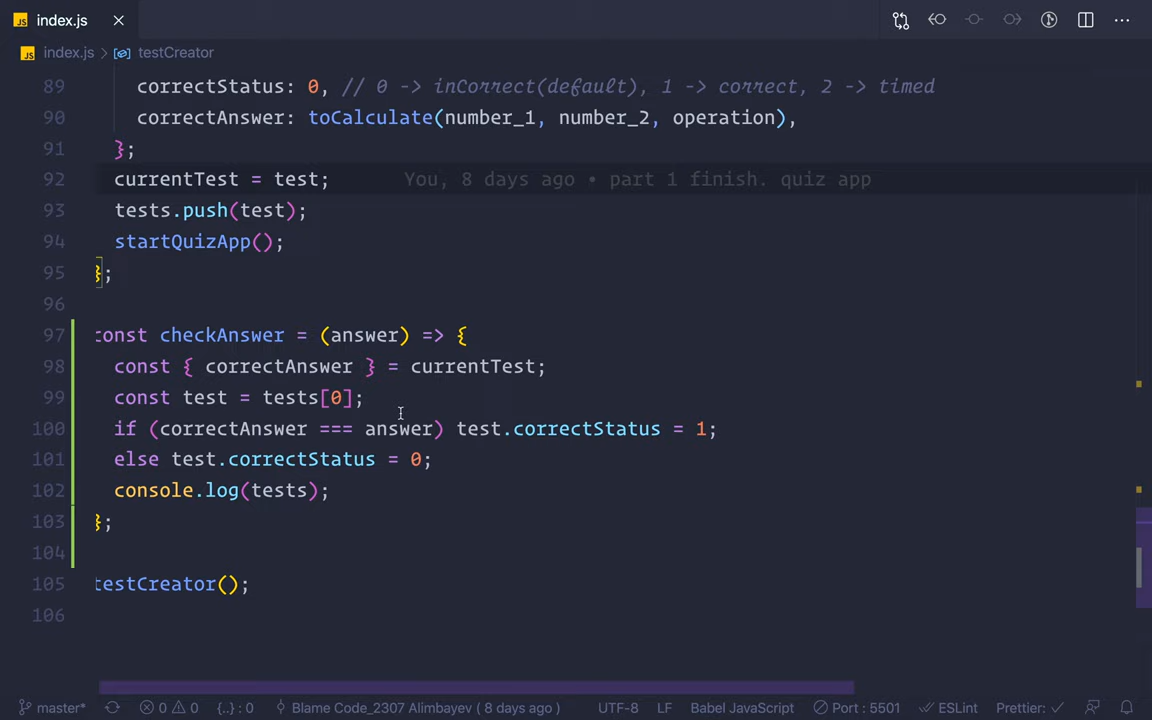 JS index.js
JS index.js > testCreator
89 correctStatus: 0, // 0 -> inCorrect(default), 1 -> correct, 2 -> timed
90 correctAnswer: toCalculate(number_1, number_2, operation),
91 };
92 currentTest = test; You, 8 days ago • part 1 finish. quiz app
93 tests.push(test);
94 startQuizApp();
95 };
96
97 const checkAnswer = (answer) => {
98 const { correctAnswer } = currentTest;
99 const test = tests[0];
100 if (correctAnswer === answer) test.correctStatus = 1;
101 else test.correctStatus = 0;
102 console.log(tests);
103 };
104
105 testCreator();
106
master* 0 0 {..} : 0 Blame Code_2307 Alimbayev ( 8 days ago ) UTF-8 LF Babel JavaScript Port : 5501 ESLint Prettier: ✓